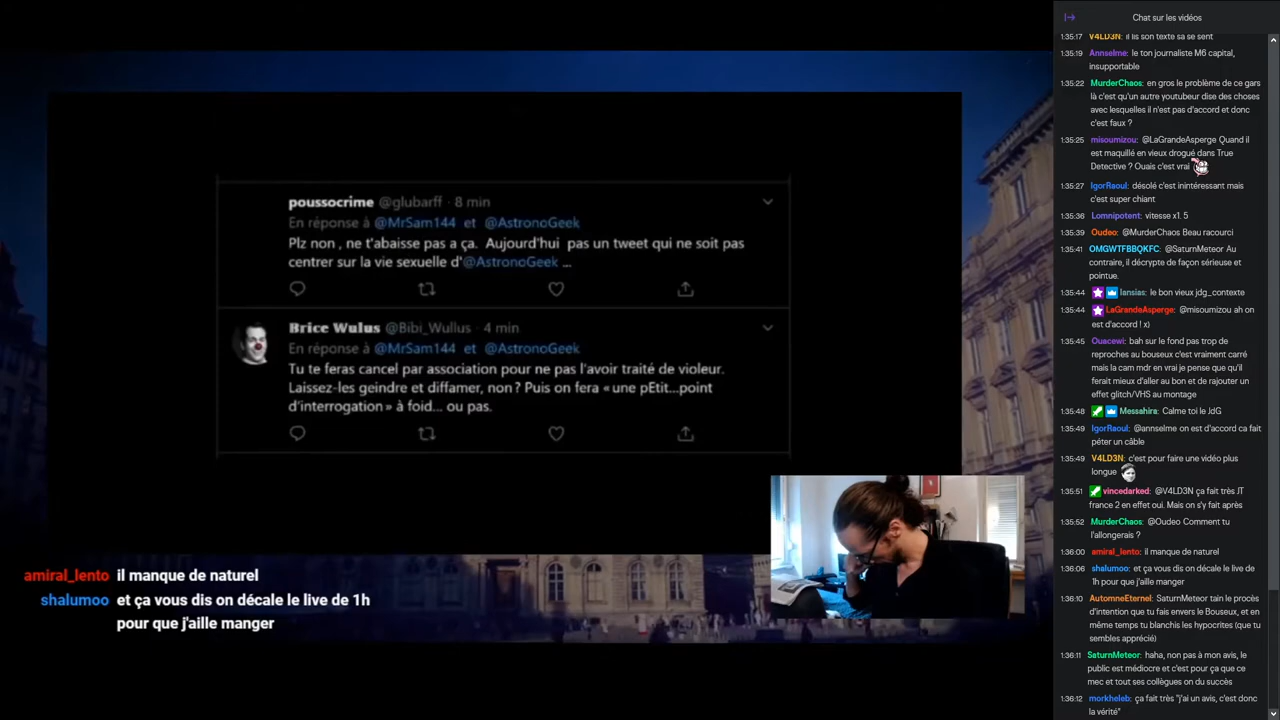 poussocrime @glubarff · 8 min
En réponse à @MrSam144 et @AstronoGeek
Plz non , ne t'abaisse pas a ça. Aujourd'hui pas un tweet qui ne soit pas
centrer sur la vie sexuelle d'@AstronoGeek ...
Brice Wulus @Bibi_Wullus · 4 min
En réponse à @MrSam144 et @AstronoGeek
Tu te feras cancel par association pour ne pas l'avoir traité de violeur.
Laissez-les geindre et diffamer, non ? Puis on fera « une pEtit...point
d'interrogation » à foid... ou pas.
amiral_lento il manque de naturel
shalumoo et ça vous dis on décale le live de 1h
pour que j'aille manger
Chat sur les vidéos
1:35:17 V4LD3N: il lis son texte sa se sent
1:35:19 Annselme: le ton journaliste M6 capital,
insupportable
1:35:22 MurderChaos: en gros le problème de ce gars
là c'est qu'un autre youtubeur dise des choses
avec lesquelles il n'est pas d'accord et donc
c'est faux ?
1:35:25 misoumizou: @LaGrandeAsperge Quand il
est maquillé en vieux drogué dans True
Detective ? Ouais c'est vrai
1:35:27 IgorRaoul: désolé c'est inintéressant mais
c'est super chiant
1:35:36 Lomnipotent: vitesse x1. 5
1:35:39 Oudeo: @MurderChaos Beau racourci
1:35:41 OMGWTFBBQKFC: @SaturnMeteor Au
contraire, il décrypte de façon sérieuse et
pointue.
1:35:44 Iansias: le bon vieux jdg_contexte
1:35:44 LaGrandeAsperge: @misoumizou ah on
est d'accord ! x)
1:35:45 Ouacewi: bah sur le fond pas trop de
reproches au bouseux c'est vraiment carré
mais la cam mdr en vrai je pense que qu'il
ferait mieux d'aller au bon et de rajouter un
effet glitch/VHS au montage
1:35:48 Messahira: Calme toi le JdG
1:35:49 IgorRaoul: @annselme on est d'accord ca fait
péter un câble
1:35:49 V4LD3N: c'est pour faire une vidéo plus
longue
1:35:51 vincedarked: @V4LD3N ça fait très JT
france 2 en effet oui. Mais on s'y fait après
1:35:52 MurderChaos: @Oudeo Comment tu
l'allongerais ?
1:36:00 amiral_lento: il manque de naturel
1:36:06 shalumoo: et ça vous dis on décale le live de
1h pour que j'aille manger
1:36:10 AutomneEternel: SaturnMeteor tain le procès
d'intention que tu fais envers le Bouseux, et en
même temps tu blanchis les hypocrites (que tu
sembles apprécié)
1:36:11 SaturnMeteor: haha, non pas à mon avis, le
public est médiocre et c'est pour ça que ce
mec et tout ses collègues on du succès
1:36:12 morkheleb: ça fait très "j'ai un avis, c'est donc
la vérité"